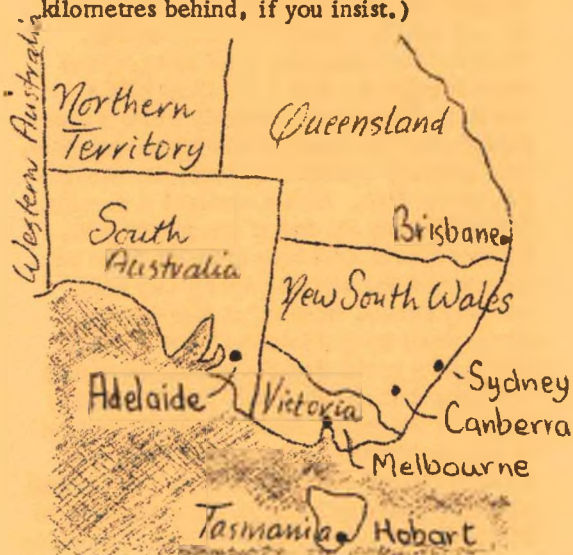 kilometres behind, if you insist.)
Western Australia
Northern
Territory
Queensland
South
Australia
Brisbane
New South Wales
Adelaide
Victoria
Sydney
Canberra
Melbourne
Tasmania
Hobart